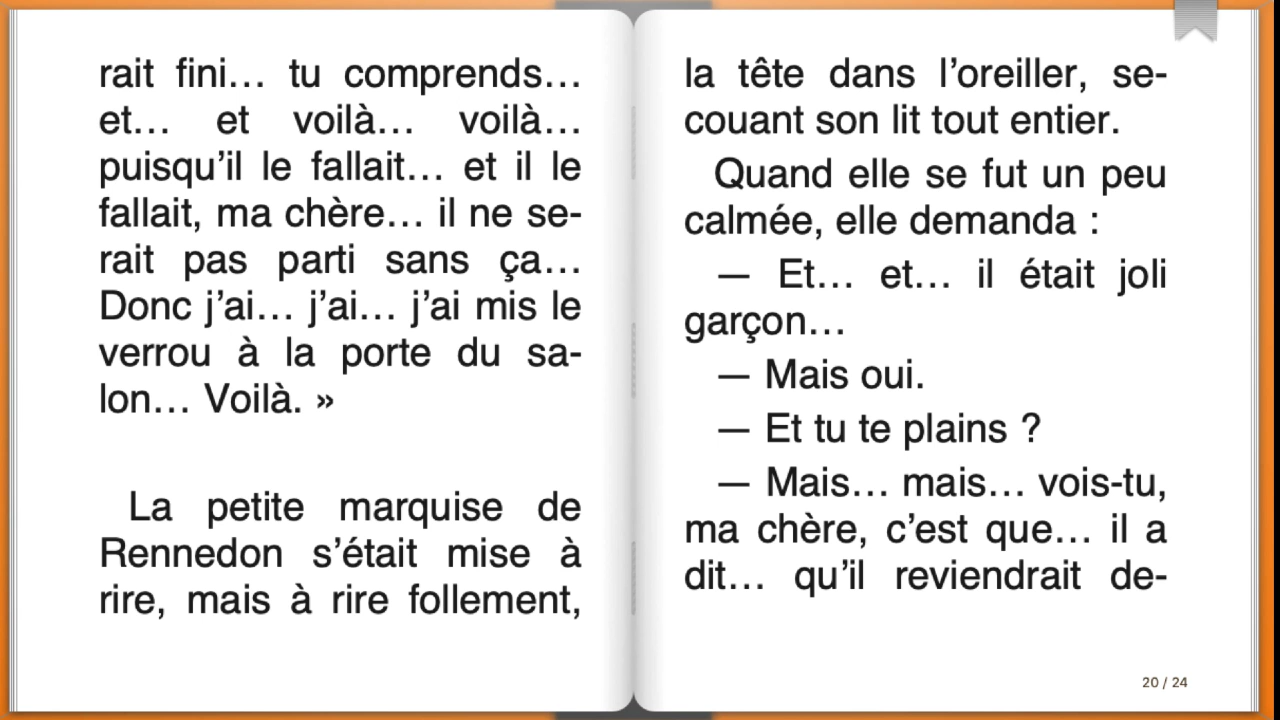 rait fini… tu comprends…
et… et voilà… voilà…
puisqu’il le fallait… et il le
fallait, ma chère… il ne se-
rait pas parti sans ça…
Donc j’ai… j’ai… j’ai mis le
verrou à la porte du sa-
lon… Voilà. »
La petite marquise de
Rennedon s’était mise à
rire, mais à rire follement,
la tête dans l’oreiller, se-
couant son lit tout entier.
Quand elle se fut un peu
calmée, elle demanda :
— Et… et… il était joli
garçon…
— Mais oui.
— Et tu te plains ?
— Mais… mais… vois-tu,
ma chère, c’est que… il a
dit… qu’il reviendrait de-
20 / 24